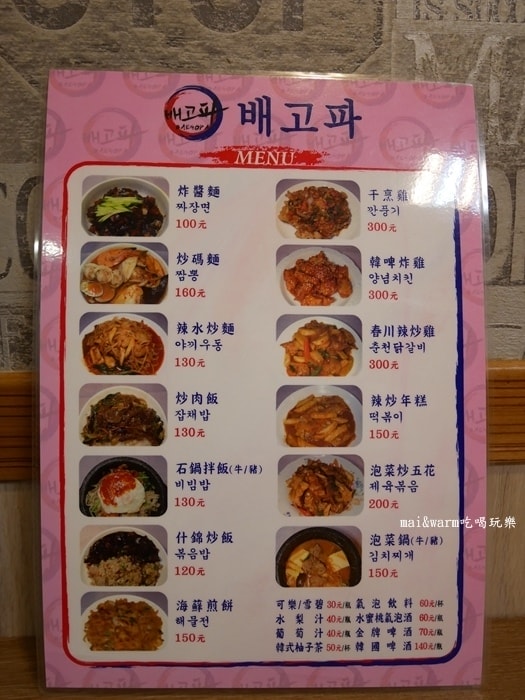 배고파
BAEGOPA
배고파
MENU
炸醬麵
짜장면
100元
炒碼麵
짬뽕
160元
辣水炒麵
야끼우동
130元
炒肉飯
잡채밥
130元
石鍋拌飯(牛/豬)
비빔밥
130元
什錦炒飯
볶음밥
120元
海鮮煎餅
해물전
150元
干烹雞
깐풍기
300元
韓啤炸雞
양념치킨
300元
春川辣炒雞
춘천닭갈비
300元
辣炒年糕
떡볶이
150元
泡菜炒五花
제육볶음
200元
泡菜鍋(牛/豬)
김치찌개
150元
可樂/雪碧 30元/瓶 氣泡飲料 60元/杯
水梨汁 40元/瓶 水蜜桃氣泡酒 60元/瓶
葡萄汁 40元/瓶 金牌啤酒 70元/瓶
韓式柚子茶 50元/杯 韓國啤酒 140元/瓶
mai&warm吃喝玩樂